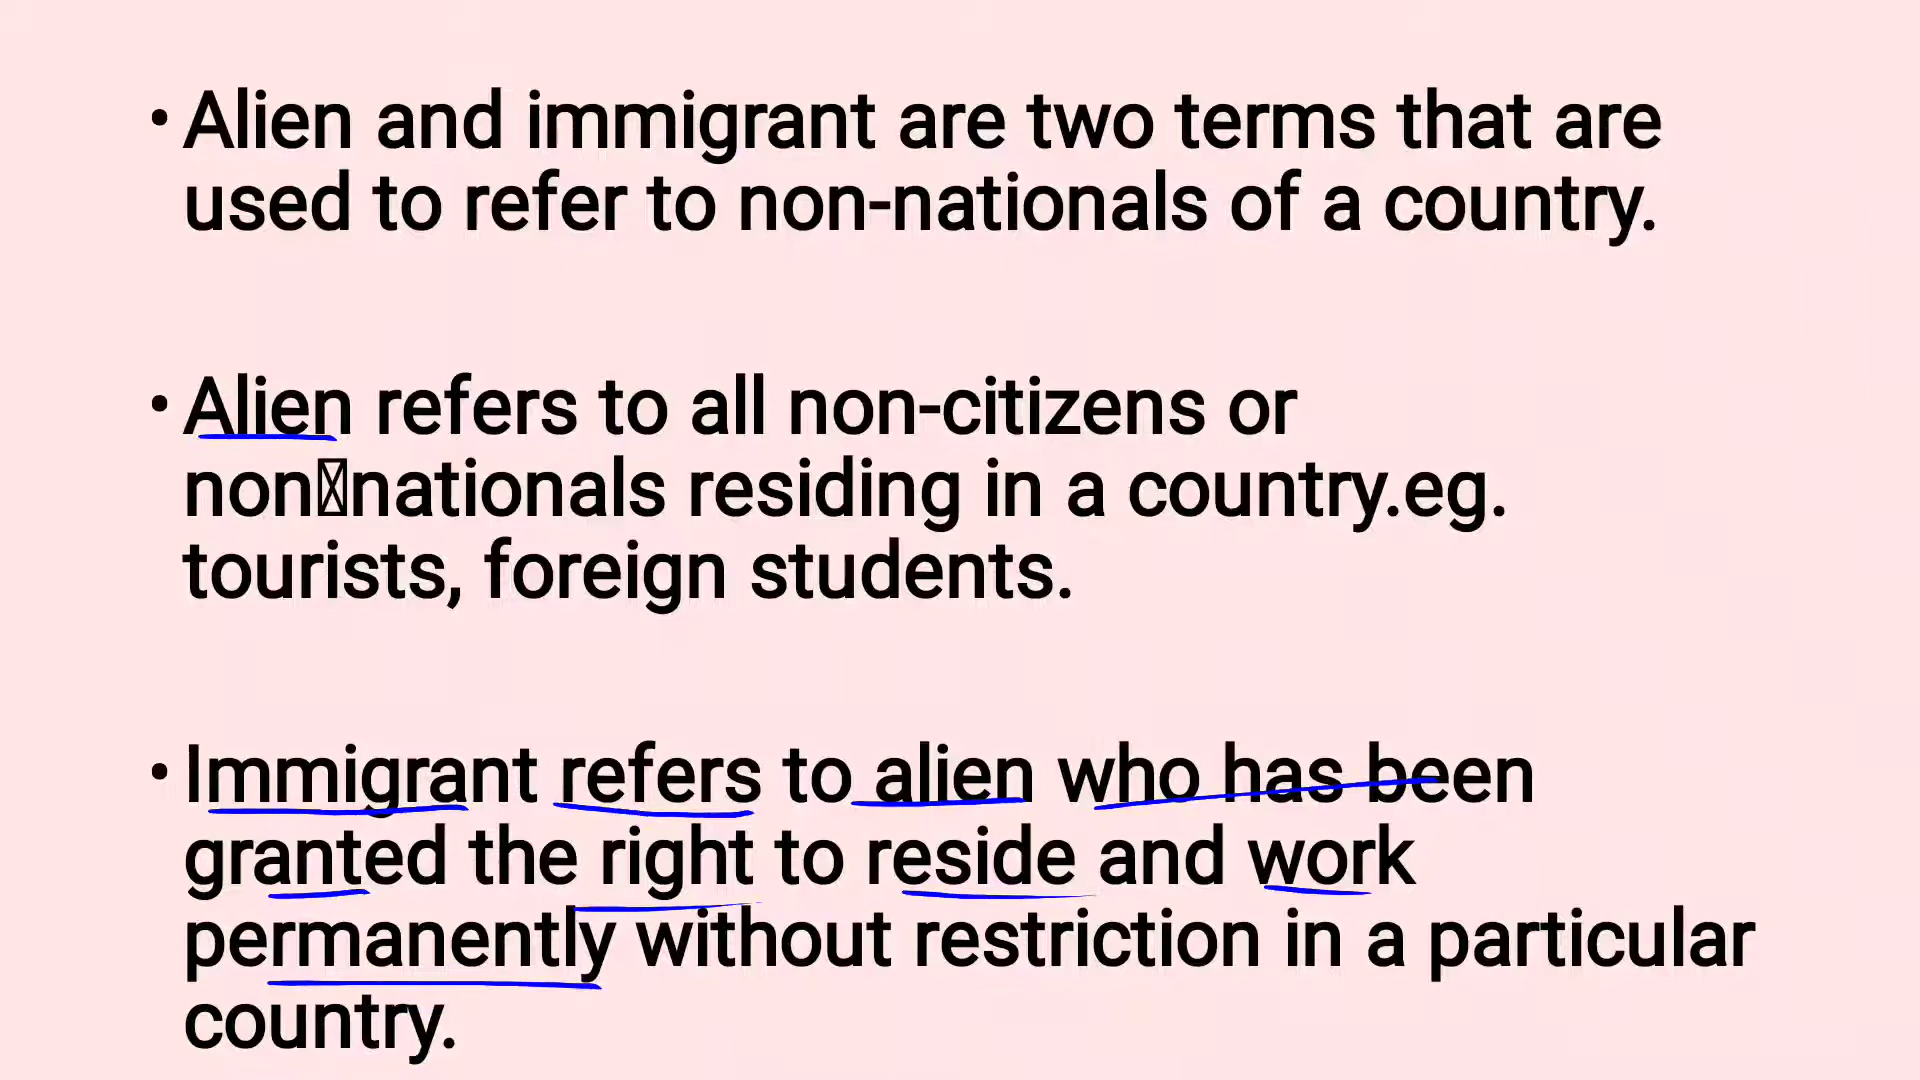 • Alien and immigrant are two terms that are
used to refer to non-nationals of a country.
• Alien refers to all non-citizens or
non￾nationals residing in a country.eg.
tourists, foreign students.
• Immigrant refers to alien who has been
granted the right to reside and work
permanently without restriction in a particular
country.